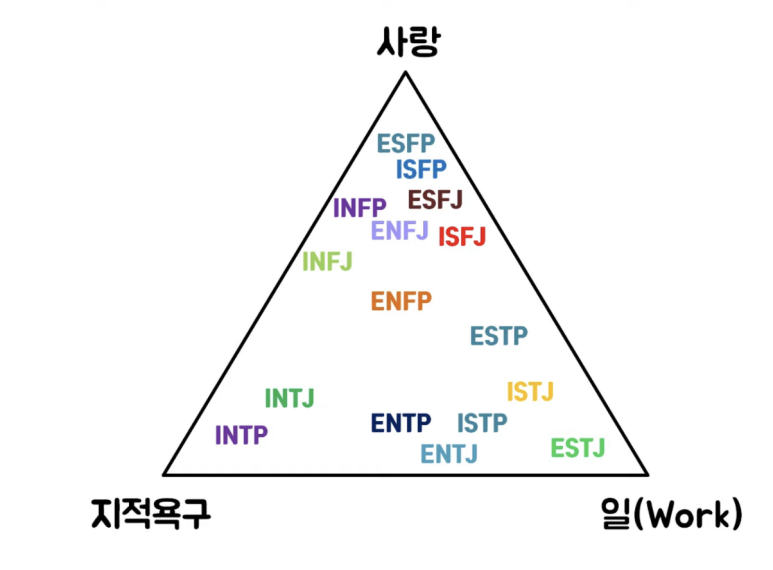 사랑
ESFP
ISFP
ESFJ
INFP
ENFJ
ISFJ
INFJ
ENFP
ESTP
ISTJ
INTJ
ENTP
ISTP
INTP
ENTJ
ESTJ
지적욕구
일(Work)